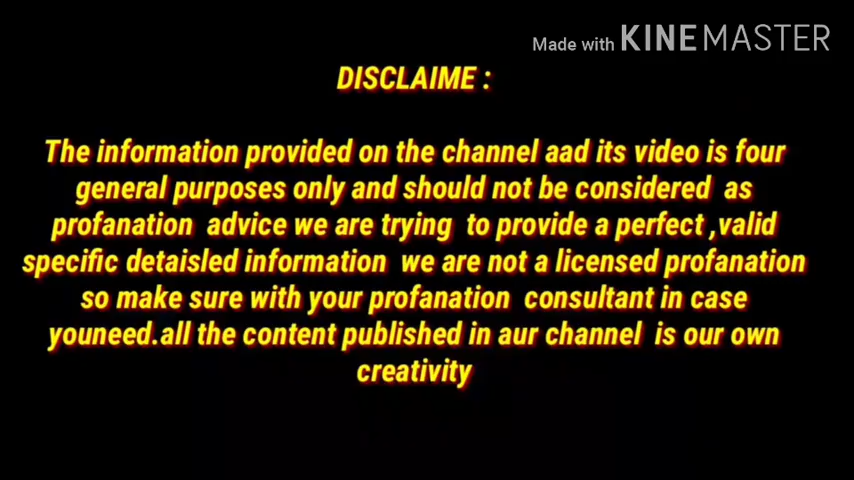 Made with KINEMASTER
DISCLAIME :
The information provided on the channel aad its video is four
general purposes only and should not be considered as
profanation advice we are trying to provide a perfect ,valid
specific detaisled information we are not a licensed profanation
so make sure with your profanation consultant in case
youneed.all the content published in aur channel is our own
creativity